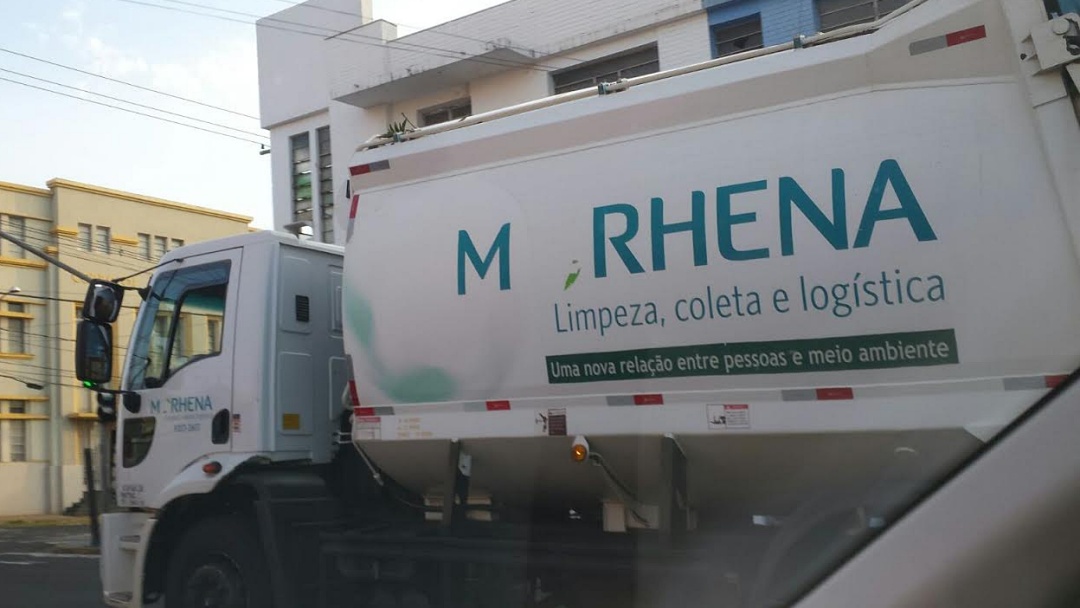 M RHENA
Limpeza, coleta e logística
Uma nova relação entre pessoas e meio ambiente
M RHENA